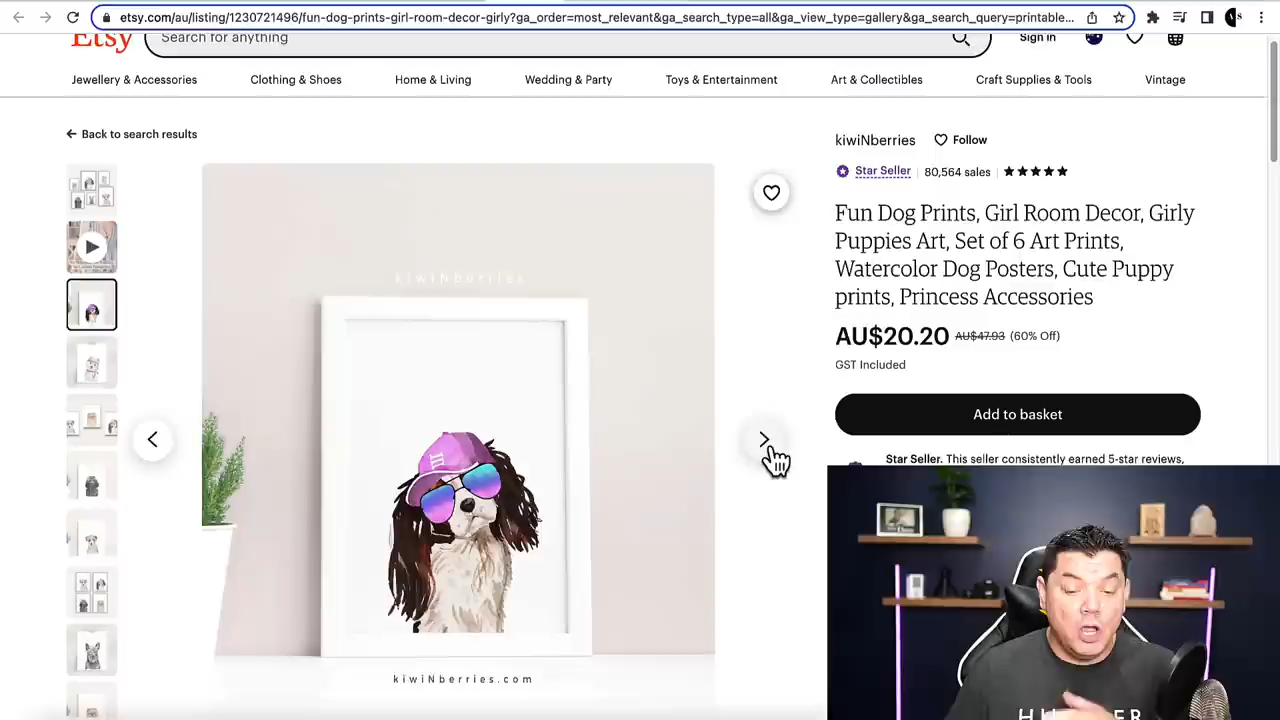 etsy.com/au/listing/1230721496/fun-dog-prints-girl-room-decor-girly?ga_order=most_relevant&ga_search_type=all&ga_view_type=gallery&ga_search_query=printable...
Etsy
Search for anything
Sign in
Jewellery & Accessories
Clothing & Shoes
Home & Living
Wedding & Party
Toys & Entertainment
Art & Collectibles
Craft Supplies & Tools
Vintage
Back to search results
kiwiNberries
kiwiNberries.com
kiwiNberries
Follow
Star Seller
80,564 sales
Fun Dog Prints, Girl Room Decor, Girly
Puppies Art, Set of 6 Art Prints,
Watercolor Dog Posters, Cute Puppy
prints, Princess Accessories
AU$20.20 AU$47.93 (60% Off)
GST Included
Add to basket
Star Seller. This seller consistently earned 5-star reviews,